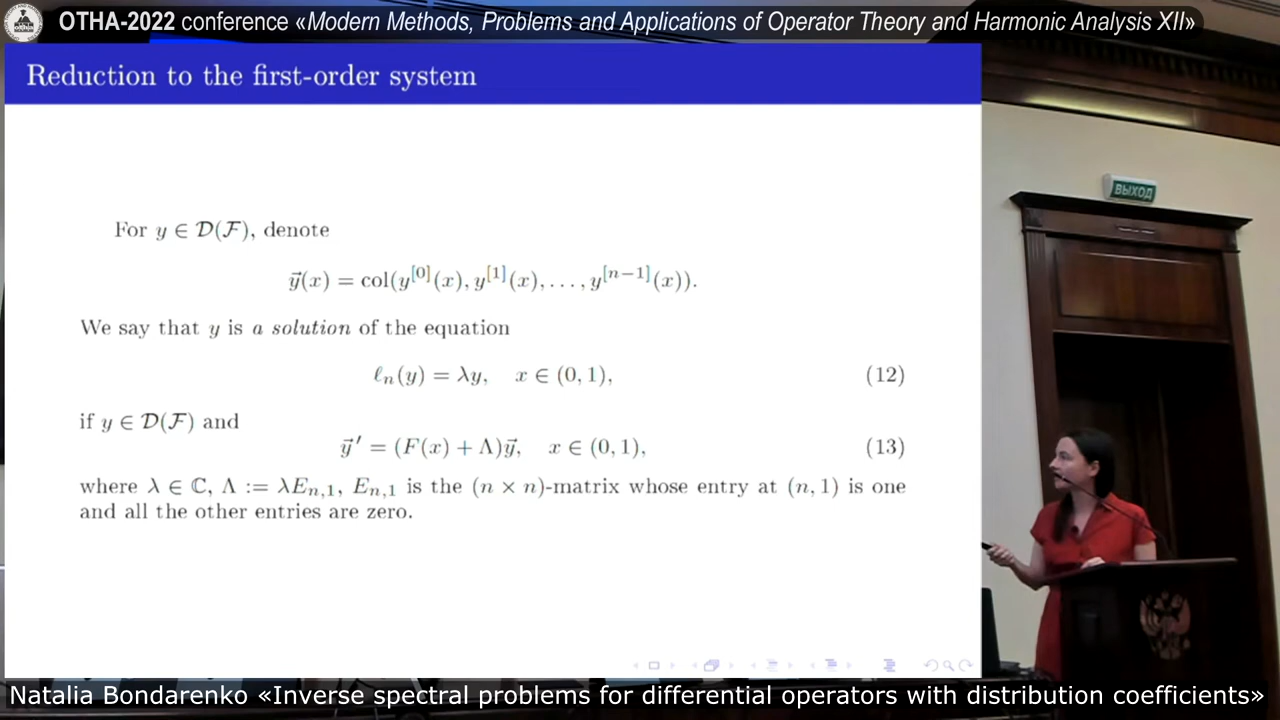 OTHA-2022 conference «Modern Methods, Problems and Applications of Operator Theory and Harmonic Analysis XII»
Reduction to the first-order system
For y ∈ D(F), denote
y⃗(x) = col(y^[0](x), y^[1](x), . . . , y^[n−1](x)).
We say that y is a solution of the equation
ℓₙ(y) = λy, x ∈ (0, 1), (12)
if y ∈ D(F) and
y⃗ ′ = (F(x) + Λ)y⃗, x ∈ (0, 1), (13)
where λ ∈ ℂ, Λ := λE_{n,1}, E_{n,1} is the (n × n)-matrix whose entry at (n, 1) is one
and all the other entries are zero.
ВЫХОД
Natalia Bondarenko «Inverse spectral problems for differential operators with distribution coefficients»